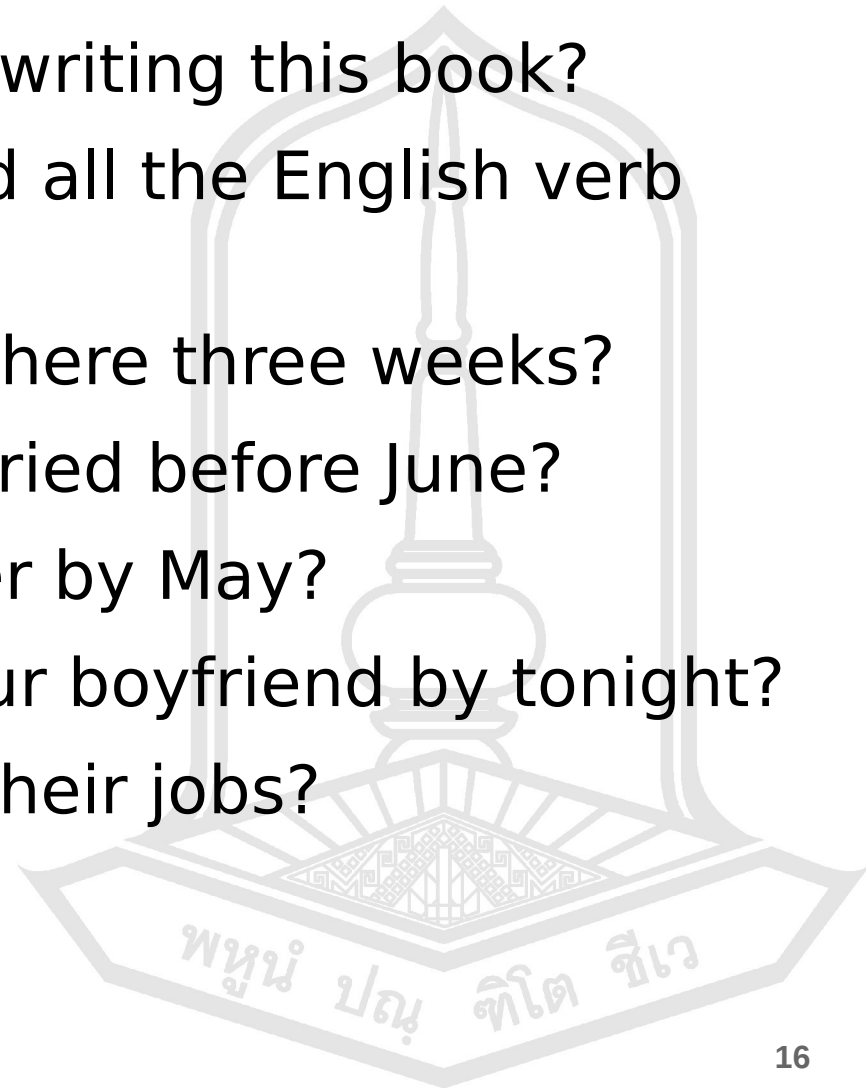 writing this book?
d all the English verb
here three weeks?
ried before June?
er by May?
ur boyfriend by tonight?
heir jobs?
พหูนํ ปณฺฑิโต ชีเว
16